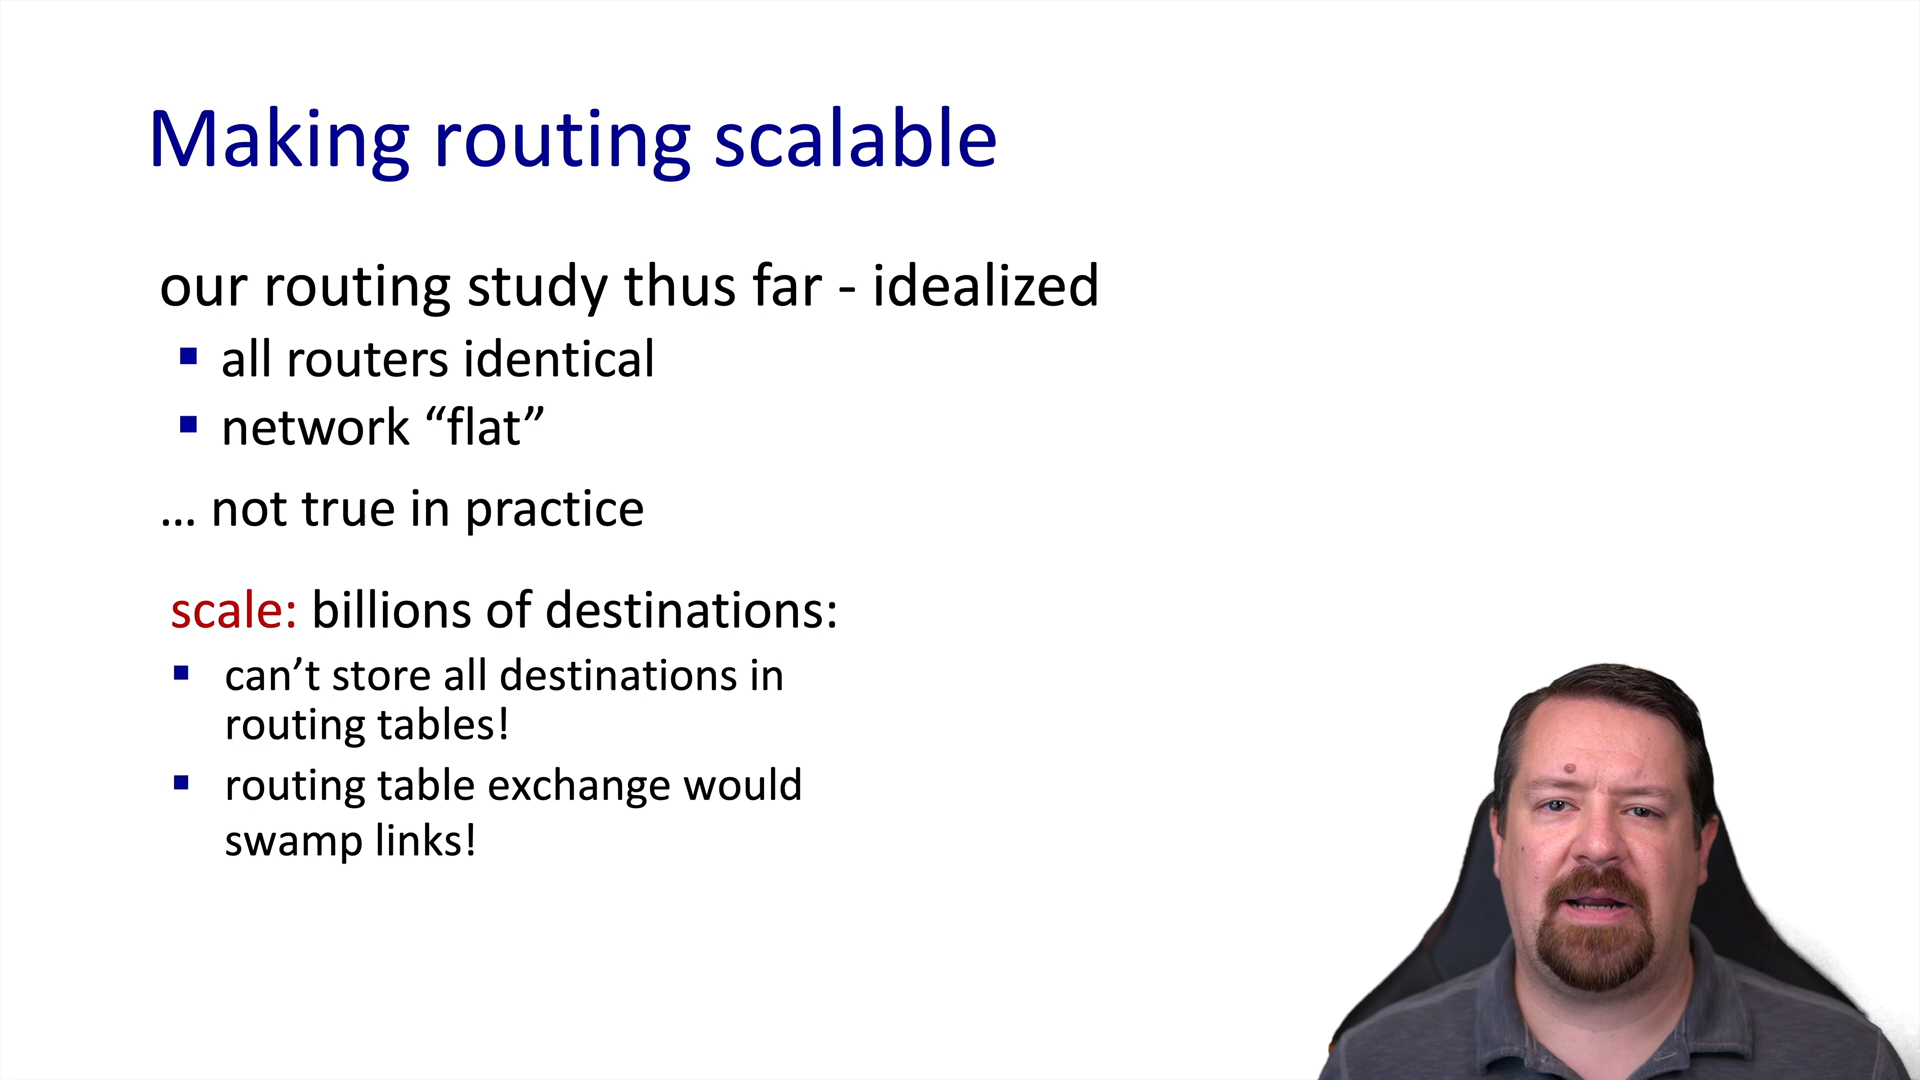 Making routing scalable
our routing study thus far - idealized
▪ all routers identical
▪ network “flat”
… not true in practice
scale: billions of destinations:
▪ can’t store all destinations in
routing tables!
▪ routing table exchange would
swamp links!